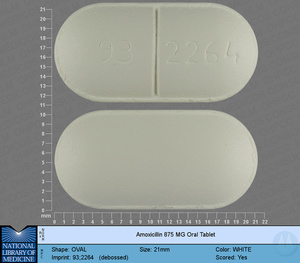 93 2264
21
20
19
18
17
16
15
14
13
12
11
10
9
8
7
6
5
4
3
2
1
0
mm
0 1 2 3 4 5 6 7 8 9 10 11 12 13 14 15 16 17 18 19 20 21 22
Amoxicillin 875 MG Oral Tablet
NATIONAL
LIBRARY OF
MEDICINE
Shape: OVAL Size: 21mm Color: WHITE
Imprint: 93;2264 (debossed) Scored: Yes